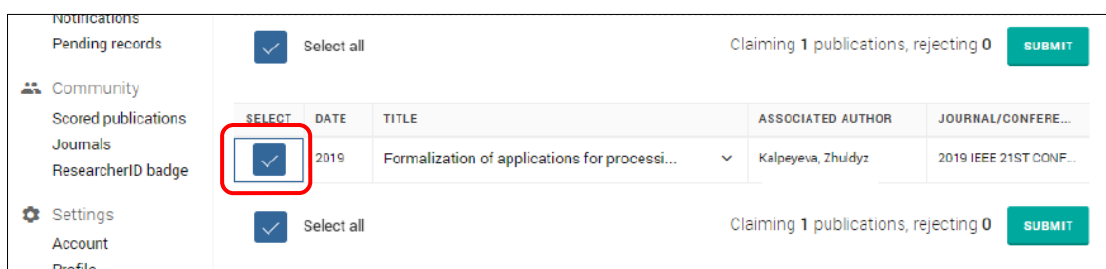 Notifications
Pending records
Community
Scored publications
Journals
ResearcherID badge
Settings
Account
Profile
Select all
Claiming 1 publications, rejecting 0
SUBMIT
SELECT DATE TITLE ASSOCIATED AUTHOR JOURNAL/CONFERE...
2019 Formalization of applications for processi... Kalpeyeva, Zhuldyz 2019 IEEE 21ST CONF...
Select all
Claiming 1 publications, rejecting 0
SUBMIT